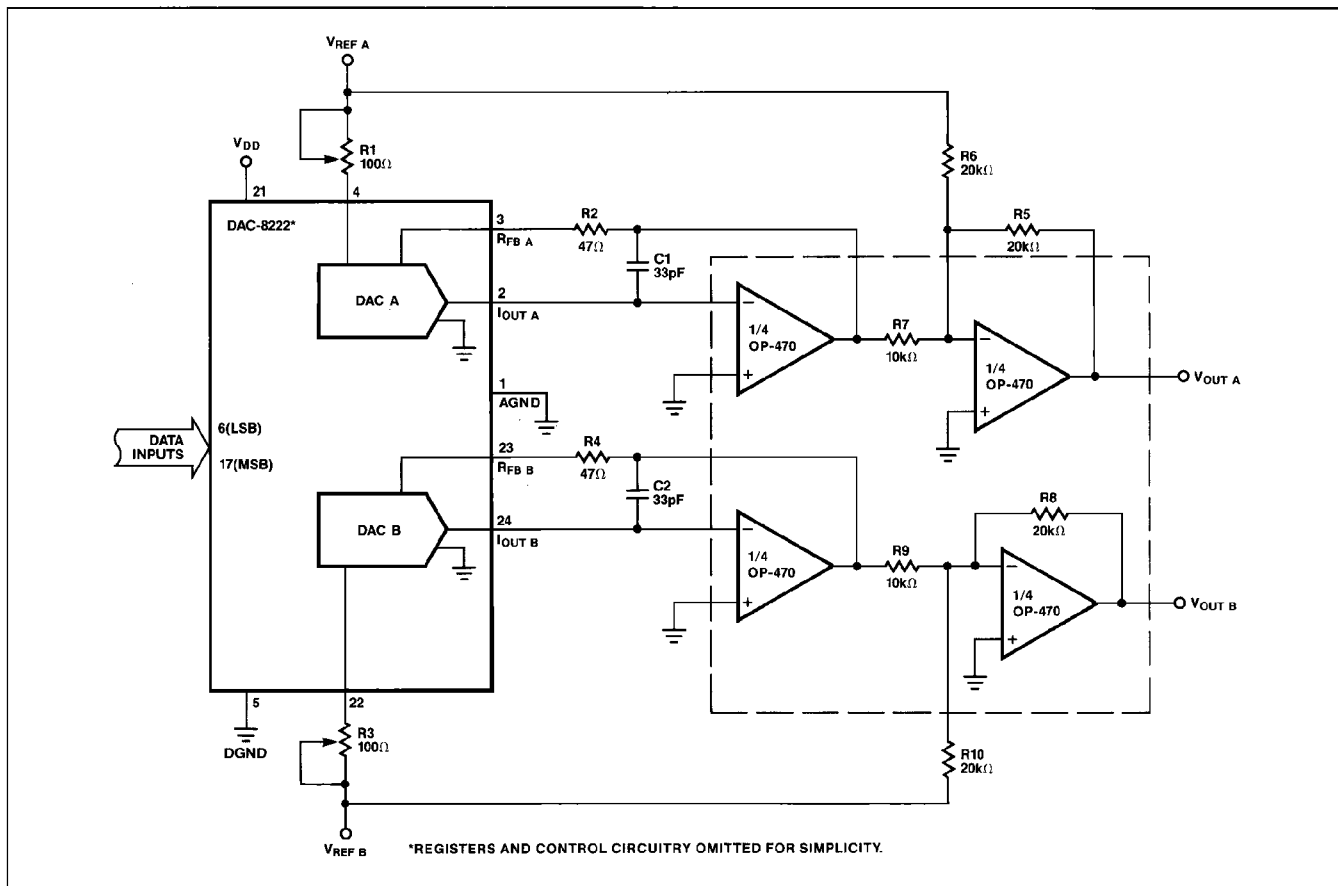 VREF A
VDD
R1
100Ω
R6
20kΩ
21
4
DAC-8222*
3
RFB A
R2
47Ω
R5
20kΩ
C1
33pF
DAC A
2
IOUT A
−
1/4
OP-470
+
R7
10kΩ
−
1/4
OP-470
+
VOUT A
1
AGND
6(LSB)
DATA
INPUTS
17(MSB)
23
RFB B
R4
47Ω
C2
33pF
R8
20kΩ
DAC B
24
IOUT B
−
1/4
OP-470
+
R9
10kΩ
−
1/4
OP-470
+
VOUT B
5
22
DGND
R3
100Ω
R10
20kΩ
VREF B
*REGISTERS AND CONTROL CIRCUITRY OMITTED FOR SIMPLICITY.